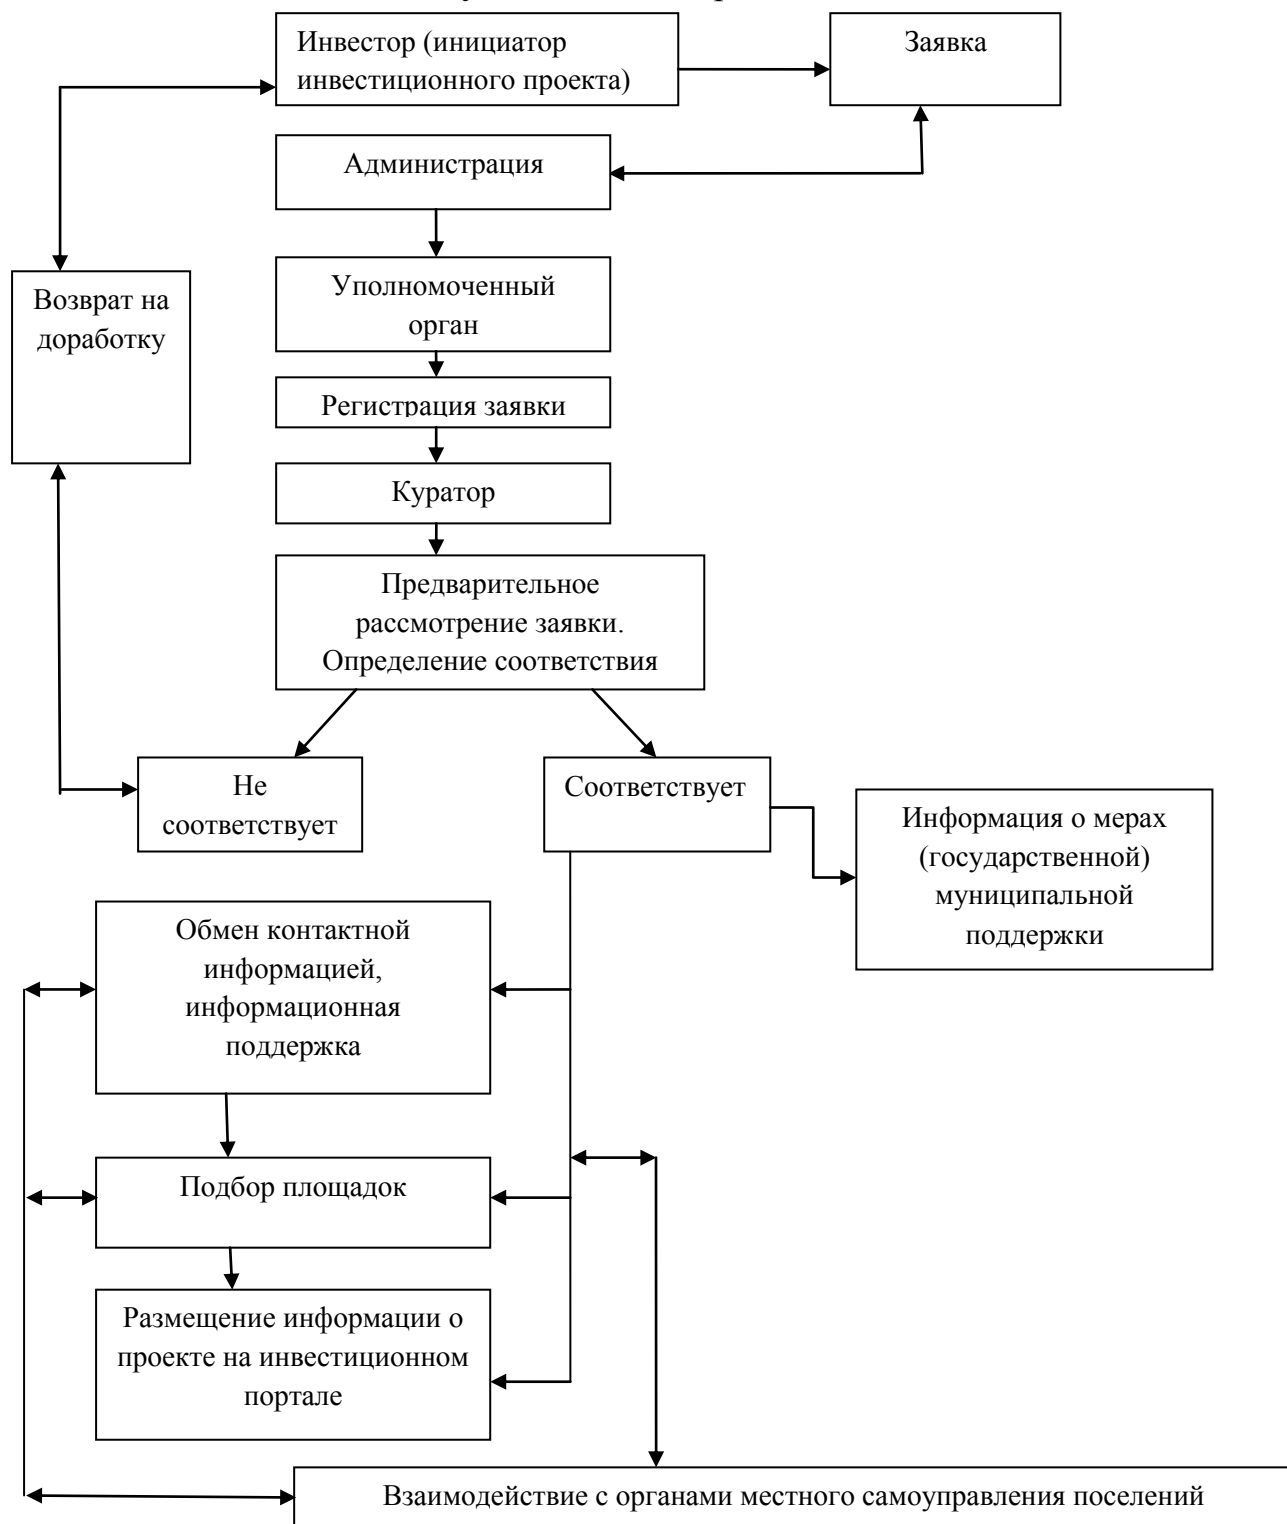 Инвестор (инициатор
инвестиционного проекта)
Заявка
Администрация
Уполномоченный
орган
Возврат на
доработку
Регистрация заявки
Куратор
Предварительное
рассмотрение заявки.
Определение соответствия
Не
соответствует
Соответствует
Информация о мерах
(государственной)
муниципальной
поддержки
Обмен контактной
информацией,
информационная
поддержка
Подбор площадок
Размещение информации о
проекте на инвестиционном
портале
Взаимодействие с органами местного самоуправления поселений